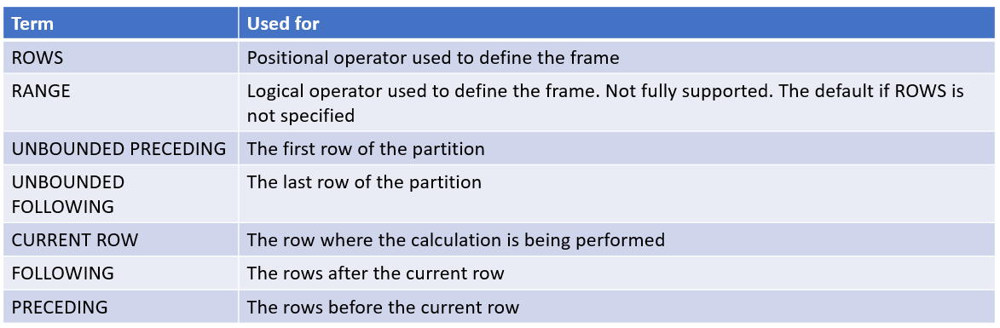 Term Used for
ROWS Positional operator used to define the frame
RANGE Logical operator used to define the frame. Not fully supported. The default if ROWS is
not specified
UNBOUNDED PRECEDING The first row of the partition
UNBOUNDED The last row of the partition
FOLLOWING
CURRENT ROW The row where the calculation is being performed
FOLLOWING The rows after the current row
PRECEDING The rows before the current row